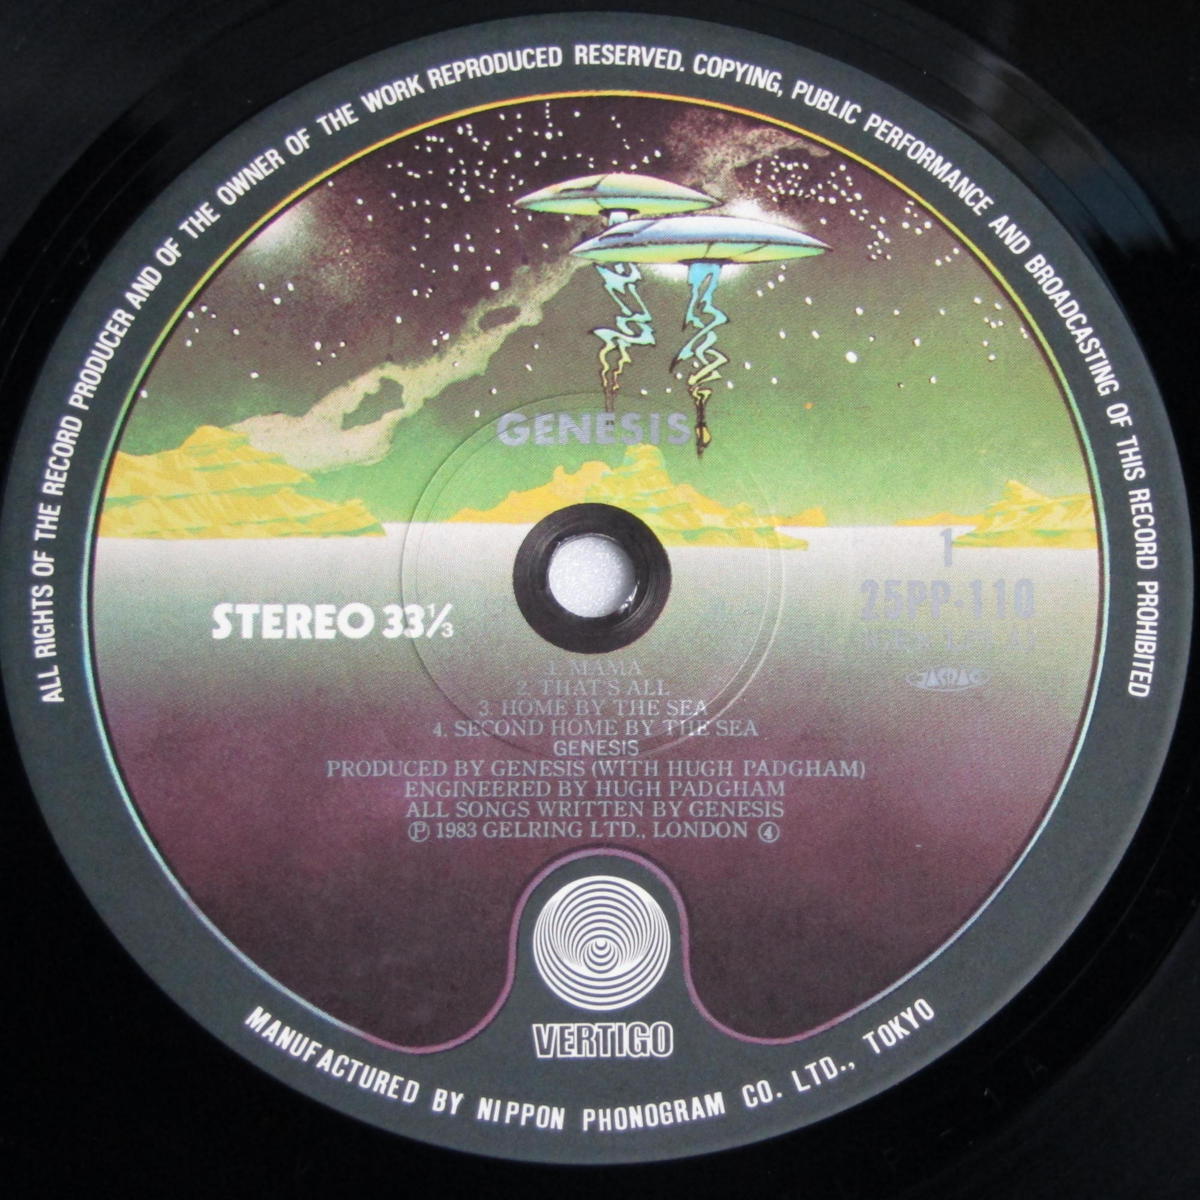 ALL RIGHTS OF THE RECORD PRODUCER AND OF THE OWNER OF THE WORK REPRODUCED RESERVED. COPYING, PUBLIC PERFORMANCE AND BROADCASTING OF THIS RECORD PROHIBITED
GENESIS
1
25PP-110
STEREO 33⅓
JASRAC
1. MAMA
2. THAT'S ALL
3. HOME BY THE SEA
4. SECOND HOME BY THE SEA
GENESIS
PRODUCED BY GENESIS (WITH HUGH PADGHAM)
ENGINEERED BY HUGH PADGHAM
ALL SONGS WRITTEN BY GENESIS
Ⓟ 1983 GELRING LTD., LONDON ④
VERTIGO
MANUFACTURED BY NIPPON PHONOGRAM CO. LTD., TOKYO